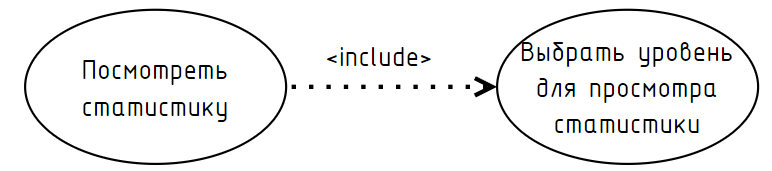 Посмотреть
статистику
<include>
Выбрать уровень
для просмотра
статистики